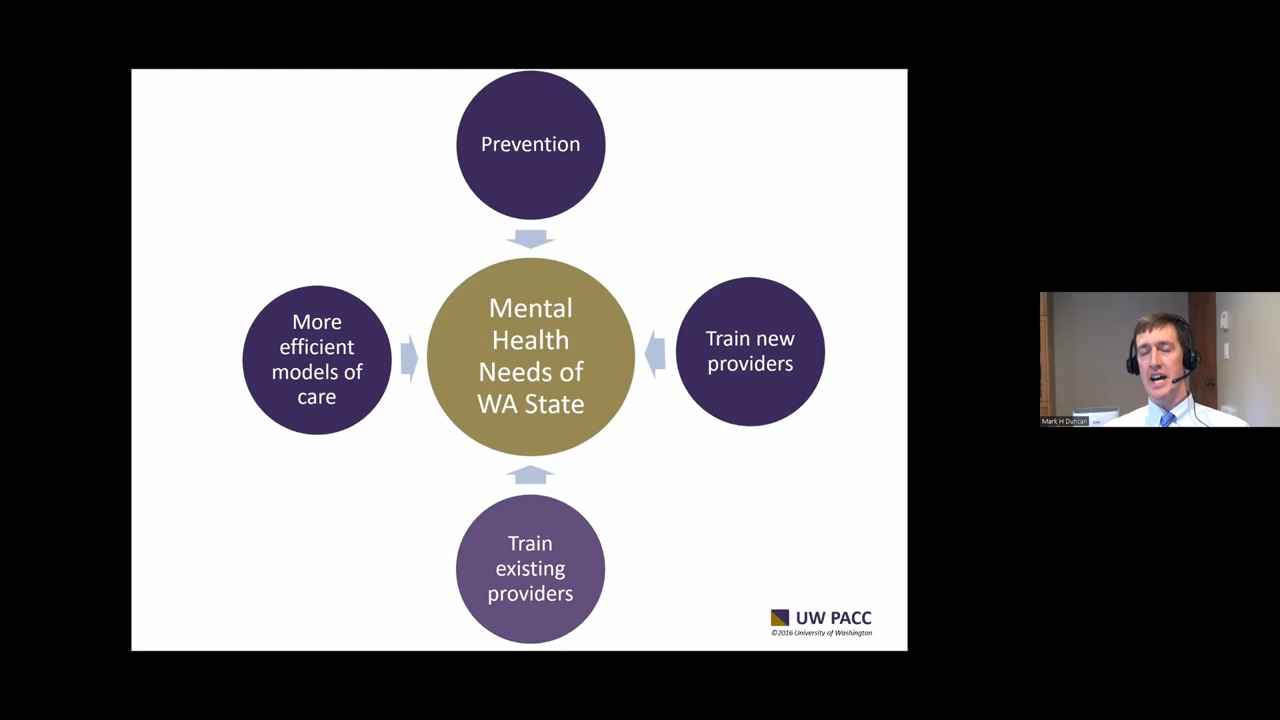 Prevention
More
efficient
models of
care
Mental
Health
Needs of
WA State
Train new
providers
Train
existing
providers
UW PACC
©2016 University of Washington
Mark H Duncan